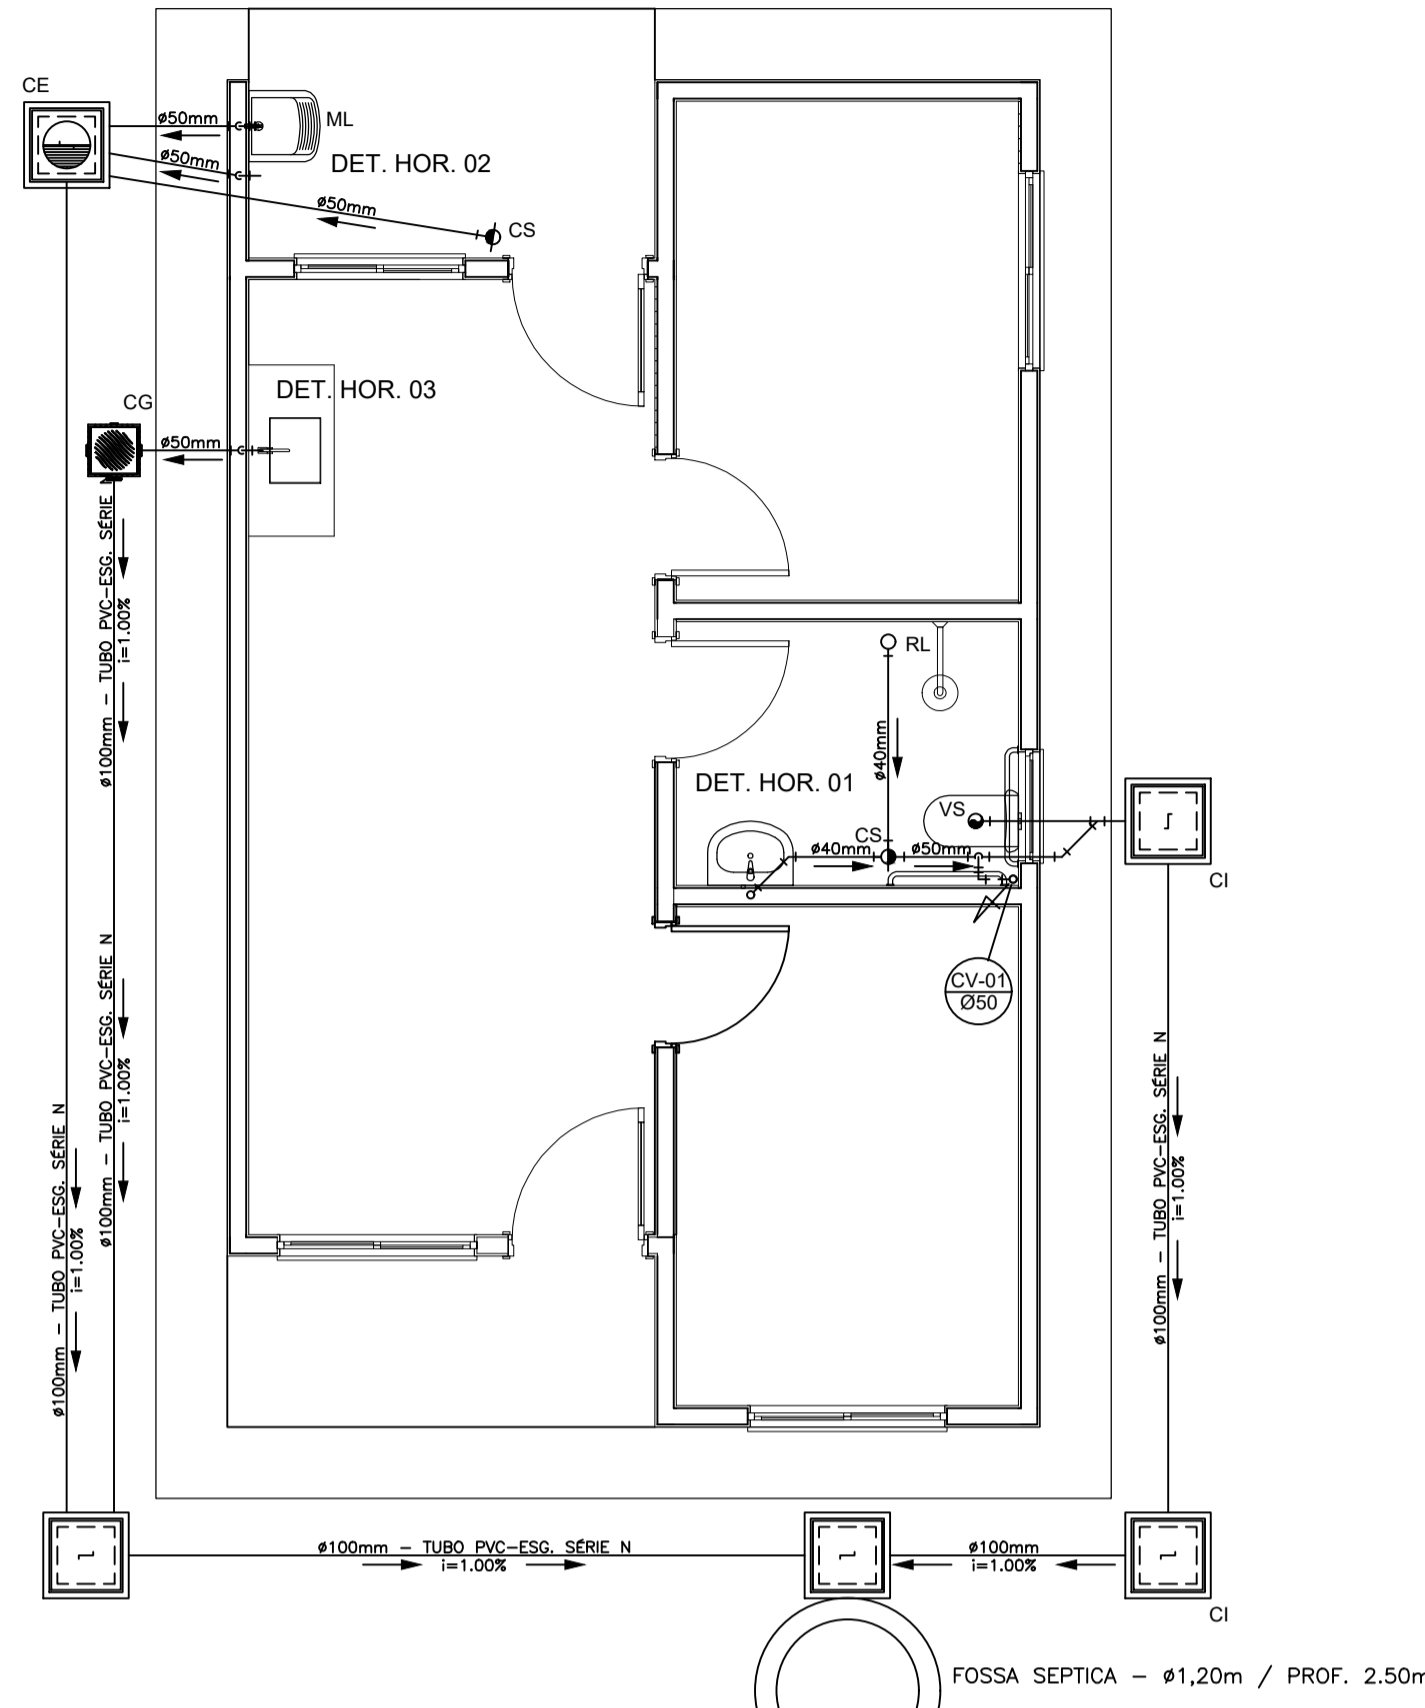 CE
ø50mm
ML
ø50mm
DET. HOR. 02
ø50mm
CS
DET. HOR. 03
CG
ø50mm
ø100mm – TUBO PVC–ESG. SÉRIE
i=1.00%
RL
ø40mm
DET. HOR. 01
VS
CS
ø40mm
ø50mm
CI
CV-01
Ø50
ø100mm – TUBO PVC–ESG. SÉRIE N
i=1.00%
ø100mm – TUBO PVC–ESG. SÉRIE N
i=1.00%
ø100mm – TUBO PVC–ESG. SÉRIE N
i=1.00%
ø100mm – TUBO PVC–ESG. SÉRIE N
i=1.00%
ø100mm
i=1.00%
CI
FOSSA SEPTICA – ø1,20m / PROF. 2.50m